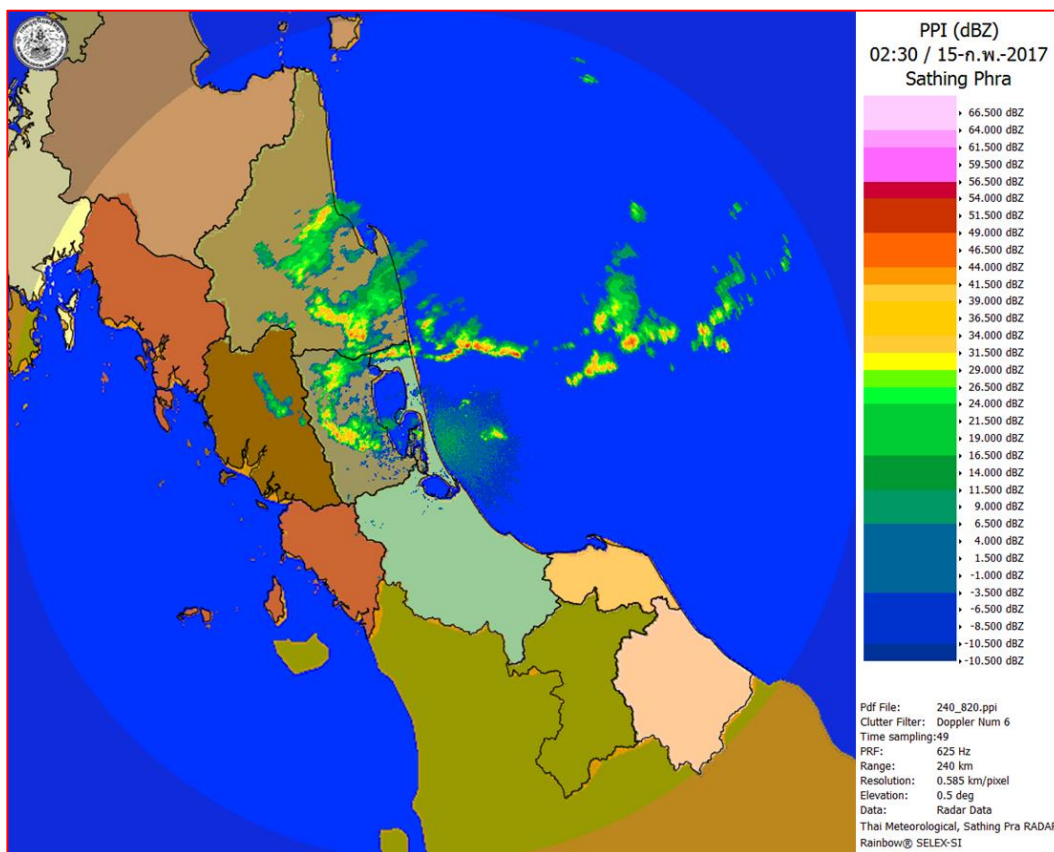 PPI (dBZ)
02:30 / 15-ก.พ.-2017
Sathing Phra
66.500 dBZ
64.000 dBZ
61.500 dBZ
59.500 dBZ
56.500 dBZ
54.000 dBZ
51.500 dBZ
49.000 dBZ
46.500 dBZ
44.000 dBZ
41.500 dBZ
39.000 dBZ
36.500 dBZ
34.000 dBZ
31.500 dBZ
29.000 dBZ
26.500 dBZ
24.000 dBZ
21.500 dBZ
19.000 dBZ
16.500 dBZ
14.000 dBZ
11.500 dBZ
9.000 dBZ
6.500 dBZ
4.000 dBZ
1.500 dBZ
-1.000 dBZ
-3.500 dBZ
-6.500 dBZ
-8.500 dBZ
-10.500 dBZ
-10.500 dBZ
Pdf File: 240_820.ppi
Clutter Filter: Doppler Num 6
Time sampling:49
PRF: 625 Hz
Range: 240 km
Resolution: 0.585 km/pixel
Elevation: 0.5 deg
Data: Radar Data
Thai Meteorological, Sathing Pra RADAR
Rainbow® SELEX-SI